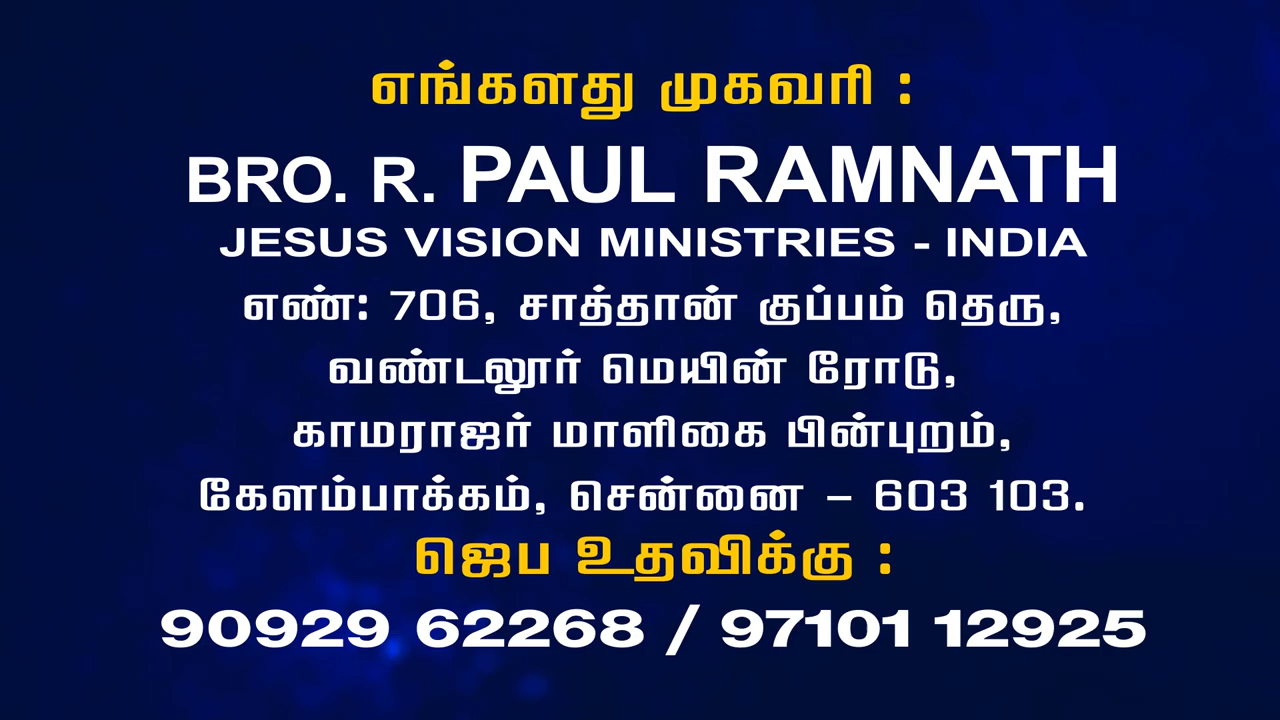 எங்களது முகவரி :
BRO. R. PAUL RAMNATH
JESUS VISION MINISTRIES - INDIA
எண்: 706, சாத்தான் குப்பம் தெரு,
வண்டலூர் மெயின் ரோடு,
காமராஜர் மாளிகை பின்புறம்,
கேளம்பாக்கம், சென்னை – 603 103.
ஜெப உதவிக்கு :
90929 62268 / 97101 12925